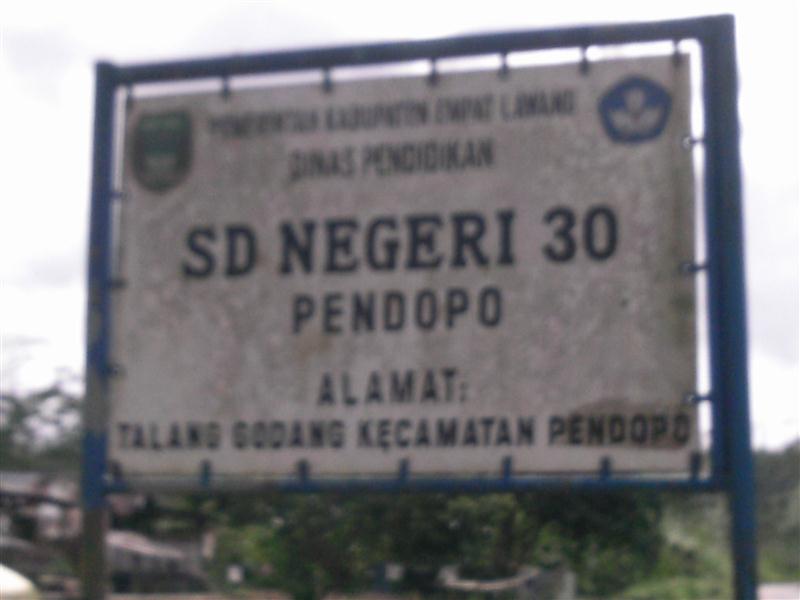 PEMERINTAH KABUPATEN EMPAT LAWANG
DINAS PENDIDIKAN
SD NEGERI 30
PENDOPO
ALAMAT:
TALANG GODANG KECAMATAN PENDOPO